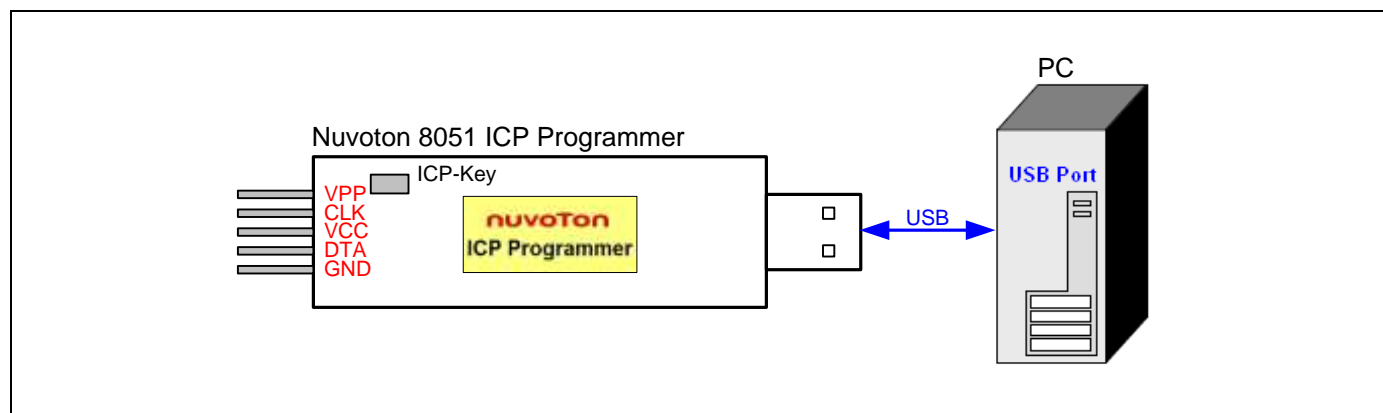 PC
Nuvoton 8051 ICP Programmer
ICP-Key
VPP
CLK
VCC
DTA
GND
nuvoTon
ICP Programmer
USB
USB Port